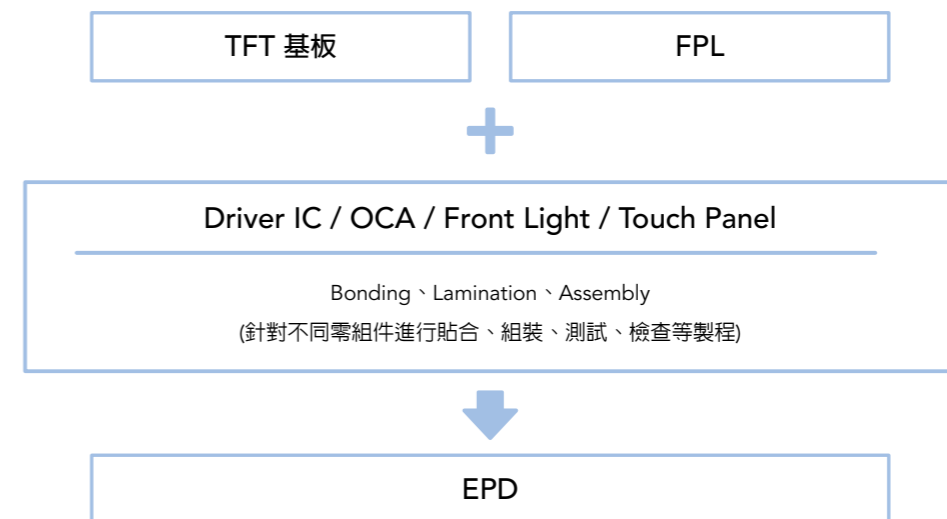 TFT 基板
FPL
Driver IC / OCA / Front Light / Touch Panel
Bonding、Lamination、Assembly
(針對不同零組件進行貼合、組裝、測試、檢查等製程)
EPD